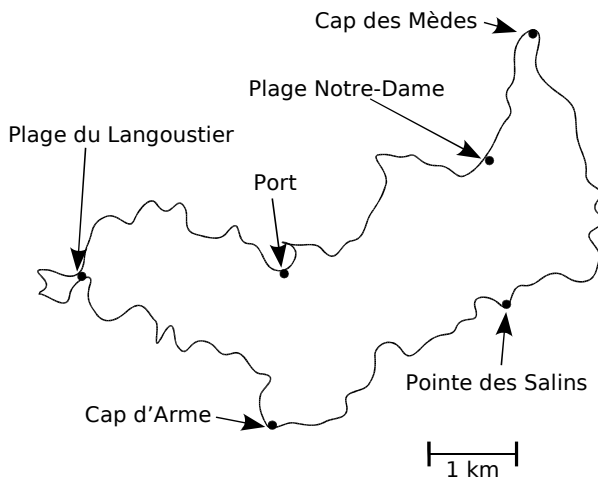 Cap des Mèdes
Plage Notre-Dame
Plage du Langoustier
Port
Pointe des Salins
Cap d'Arme
1 km